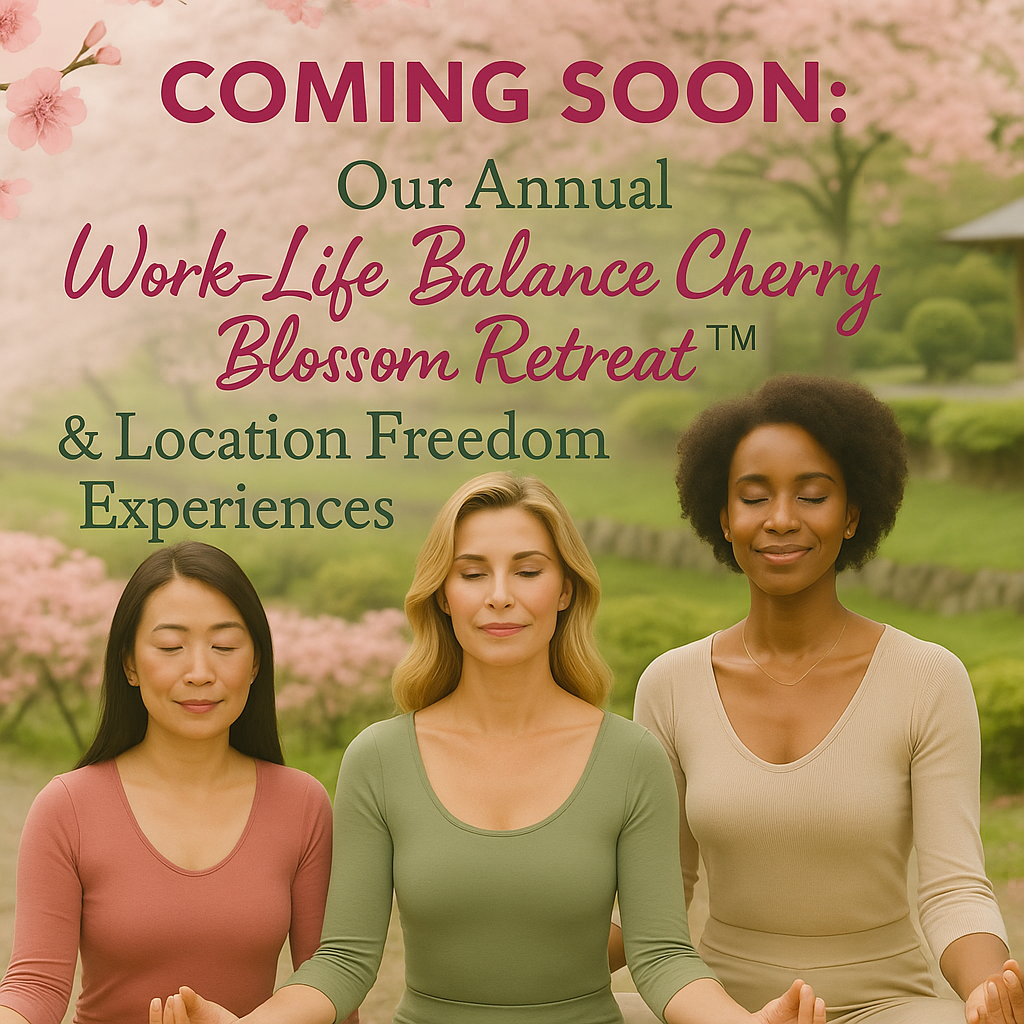 COMING SOON:
Our Annual
Work-Life Balance Cherry
Blossom Retreat™
& Location Freedom
Experiences